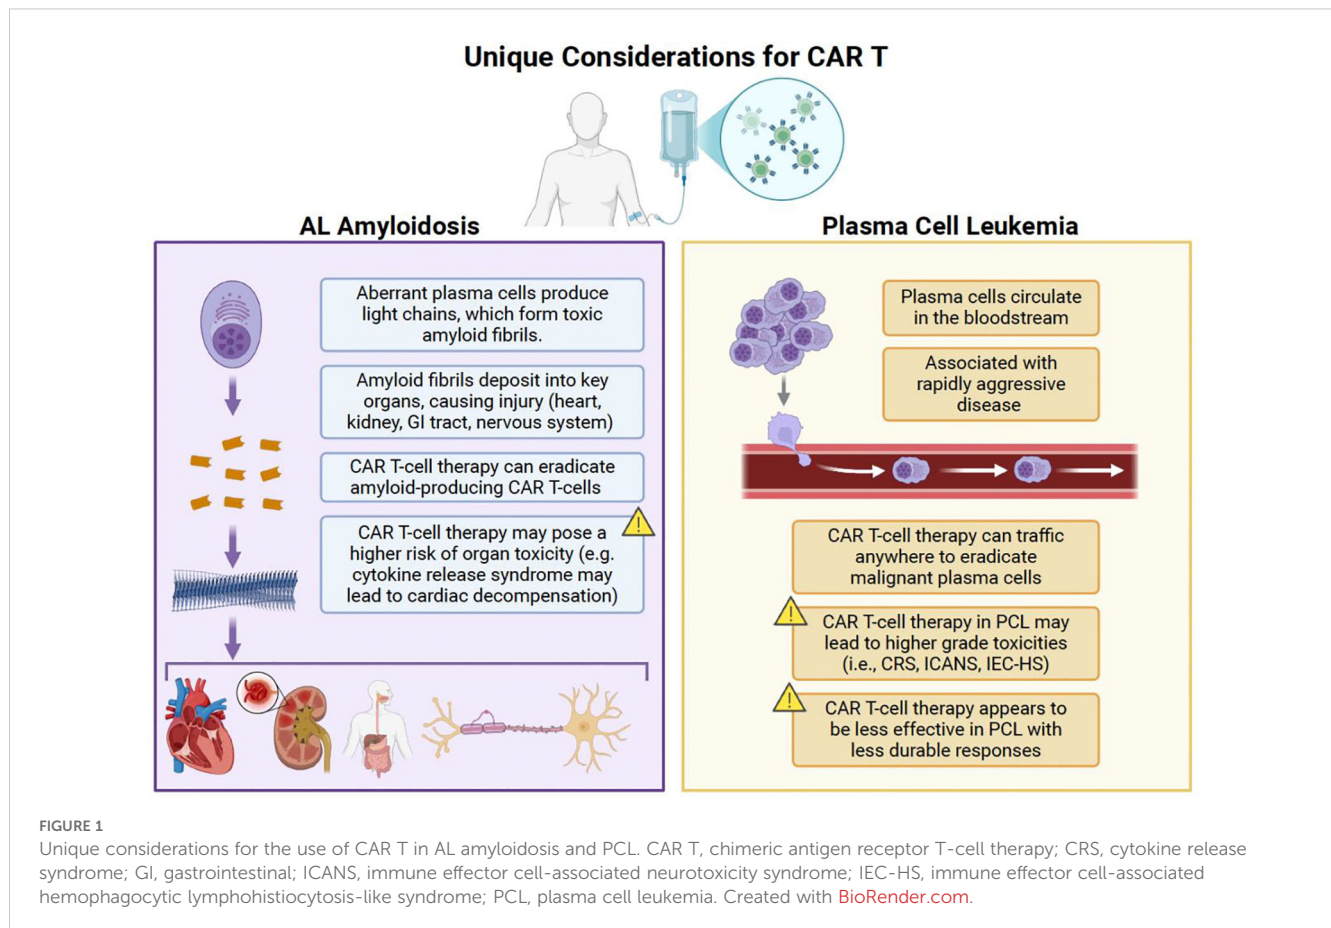 Unique Considerations for CAR T
AL Amyloidosis
Aberrant plasma cells produce
light chains, which form toxic
amyloid fibrils.
Amyloid fibrils deposit into key
organs, causing injury (heart,
kidney, GI tract, nervous system)
CAR T-cell therapy can eradicate
amyloid-producing CAR T-cells
CAR T-cell therapy may pose a
higher risk of organ toxicity (e.g.
cytokine release syndrome may
lead to cardiac decompensation)
Plasma Cell Leukemia
Plasma cells circulate
in the bloodstream
Associated with
rapidly aggressive
disease
CAR T-cell therapy can traffic
anywhere to eradicate
malignant plasma cells
CAR T-cell therapy in PCL may
lead to higher grade toxicities
(i.e., CRS, ICANS, IEC-HS)
CAR T-cell therapy appears to
be less effective in PCL with
less durable responses
FIGURE 1
Unique considerations for the use of CAR T in AL amyloidosis and PCL. CAR T, chimeric antigen receptor T-cell therapy; CRS, cytokine release
syndrome; GI, gastrointestinal; ICANS, immune effector cell-associated neurotoxicity syndrome; IEC-HS, immune effector cell-associated
hemophagocytic lymphohistiocytosis-like syndrome; PCL, plasma cell leukemia. Created with BioRender.com.